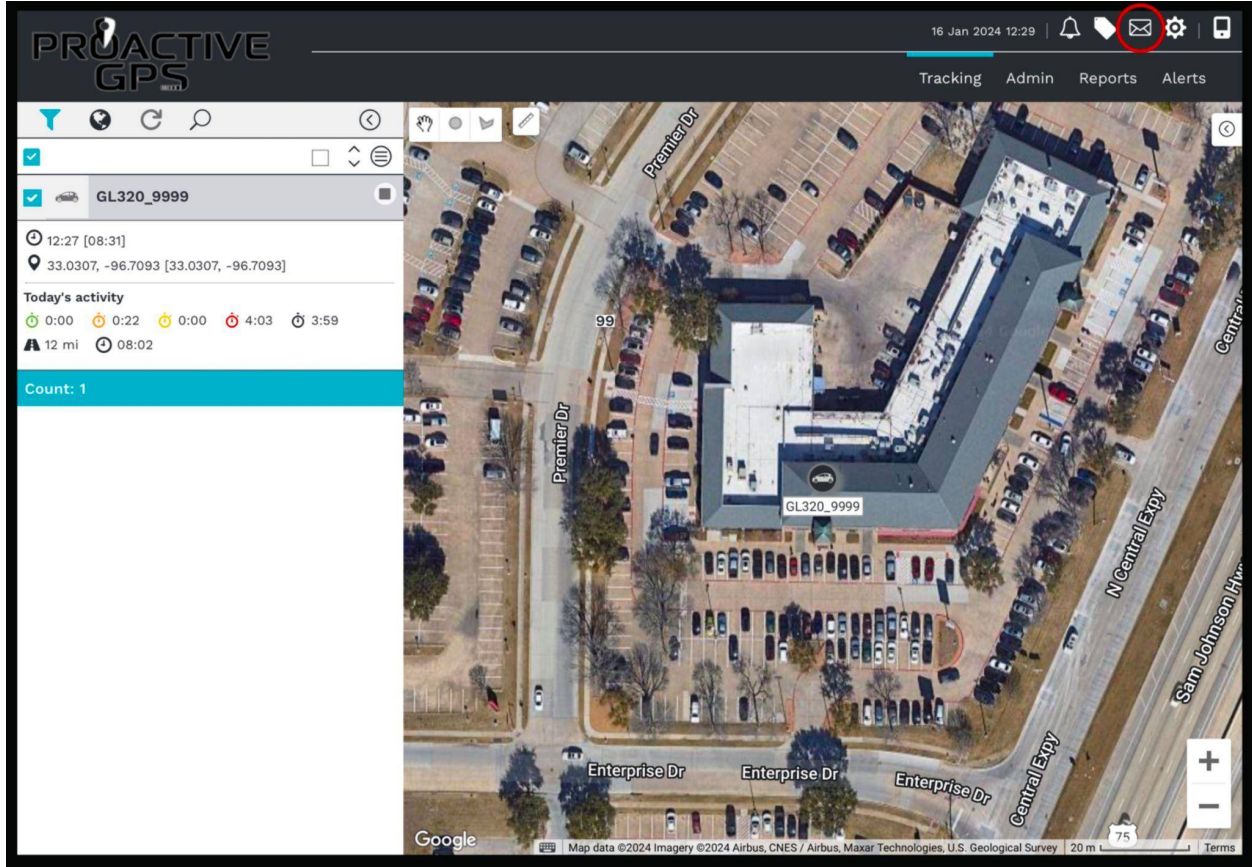 PROACTIVE
GPS
16 Jan 2024 12:29
Tracking Admin Reports Alerts
GL320_9999
12:27 [08:31]
33.0307, -96.7093 [33.0307, -96.7093]
Today's activity
0:00 0:22 0:00 4:03 3:59
12 mi 08:02
Count: 1
Premier Dr
99
Premier Dr
GL320_9999
Central
N Central Expy
Sam Johnson Hwy
Enterprise Dr Enterprise Dr Enterprise Dr
Central Expy
75
Google
Map data ©2024 Imagery ©2024 Airbus, CNES / Airbus, Maxar Technologies, U.S. Geological Survey 20 m Terms